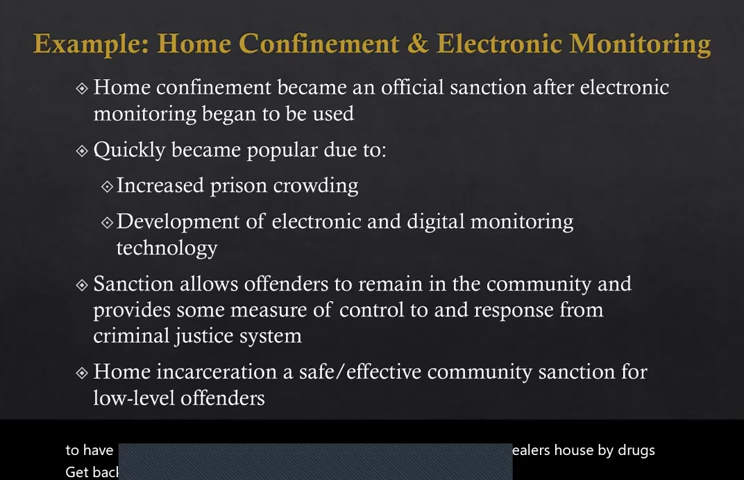 Example: Home Confinement & Electronic Monitoring
Home confinement became an official sanction after electronic
monitoring began to be used
Quickly became popular due to:
Increased prison crowding
Development of electronic and digital monitoring
technology
Sanction allows offenders to remain in the community and
provides some measure of control to and response from
criminal justice system
Home incarceration a safe/effective community sanction for
low-level offenders
to have ealers house by drugs
Get back